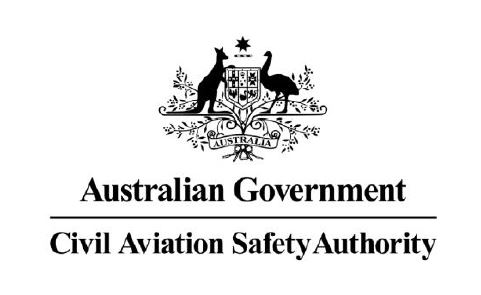 AUSTRALIA
Australian Government
Civil Aviation Safety Authority